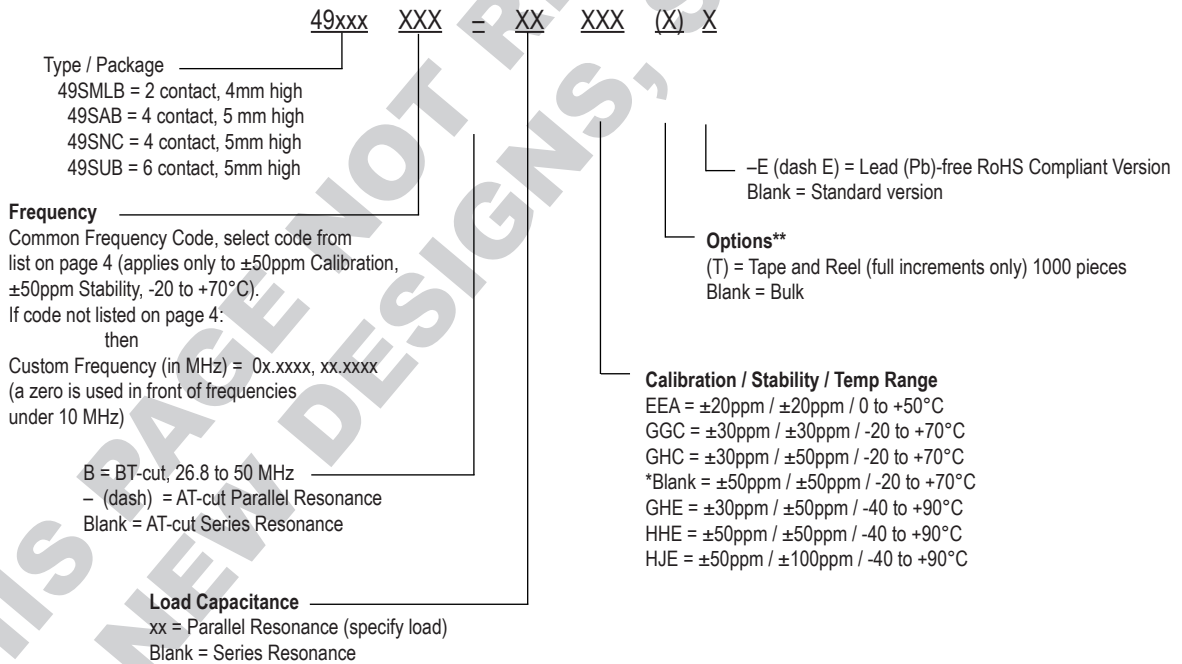 49xxx XXX – XX XXX (X) X
Type / Package
49SMLB = 2 contact, 4mm high
49SAB = 4 contact, 5 mm high
49SNC = 4 contact, 5mm high
49SUB = 6 contact, 5mm high
–E (dash E) = Lead (Pb)-free RoHS Compliant Version
Blank = Standard version
Frequency
Common Frequency Code, select code from
list on page 4 (applies only to ±50ppm Calibration,
±50ppm Stability, -20 to +70°C).
If code not listed on page 4:
then
Custom Frequency (in MHz) = 0x.xxxx, xx.xxxx
(a zero is used in front of frequencies
under 10 MHz)
Options**
(T) = Tape and Reel (full increments only) 1000 pieces
Blank = Bulk
Calibration / Stability / Temp Range
EEA = ±20ppm / ±20ppm / 0 to +50°C
GGC = ±30ppm / ±30ppm / -20 to +70°C
GHC = ±30ppm / ±50ppm / -20 to +70°C
*Blank = ±50ppm / ±50ppm / -20 to +70°C
GHE = ±30ppm / ±50ppm / -40 to +90°C
HHE = ±50ppm / ±50ppm / -40 to +90°C
HJE = ±50ppm / ±100ppm / -40 to +90°C
B = BT-cut, 26.8 to 50 MHz
– (dash) = AT-cut Parallel Resonance
Blank = AT-cut Series Resonance
Load Capacitance
xx = Parallel Resonance (specify load)
Blank = Series Resonance
THIS PAGE NOT
NEW DESIGNS,